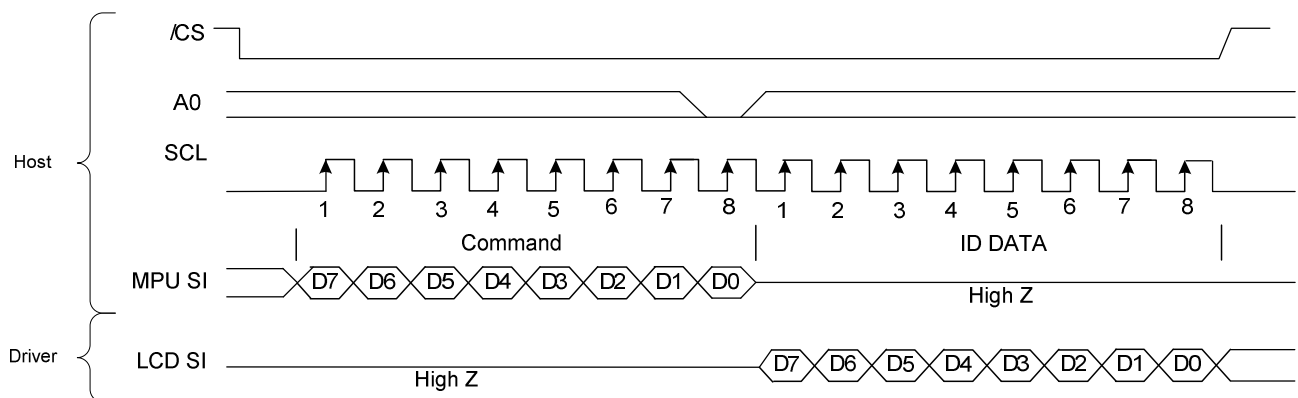 /CS
A0
Host
SCL
1 2 3 4 5 6 7 8 1 2 3 4 5 6 7 8
Command
ID DATA
MPU SI
D7 D6 D5 D4 D3 D2 D1 D0
High Z
Driver
LCD SI
High Z
D7 D6 D5 D4 D3 D2 D1 D0